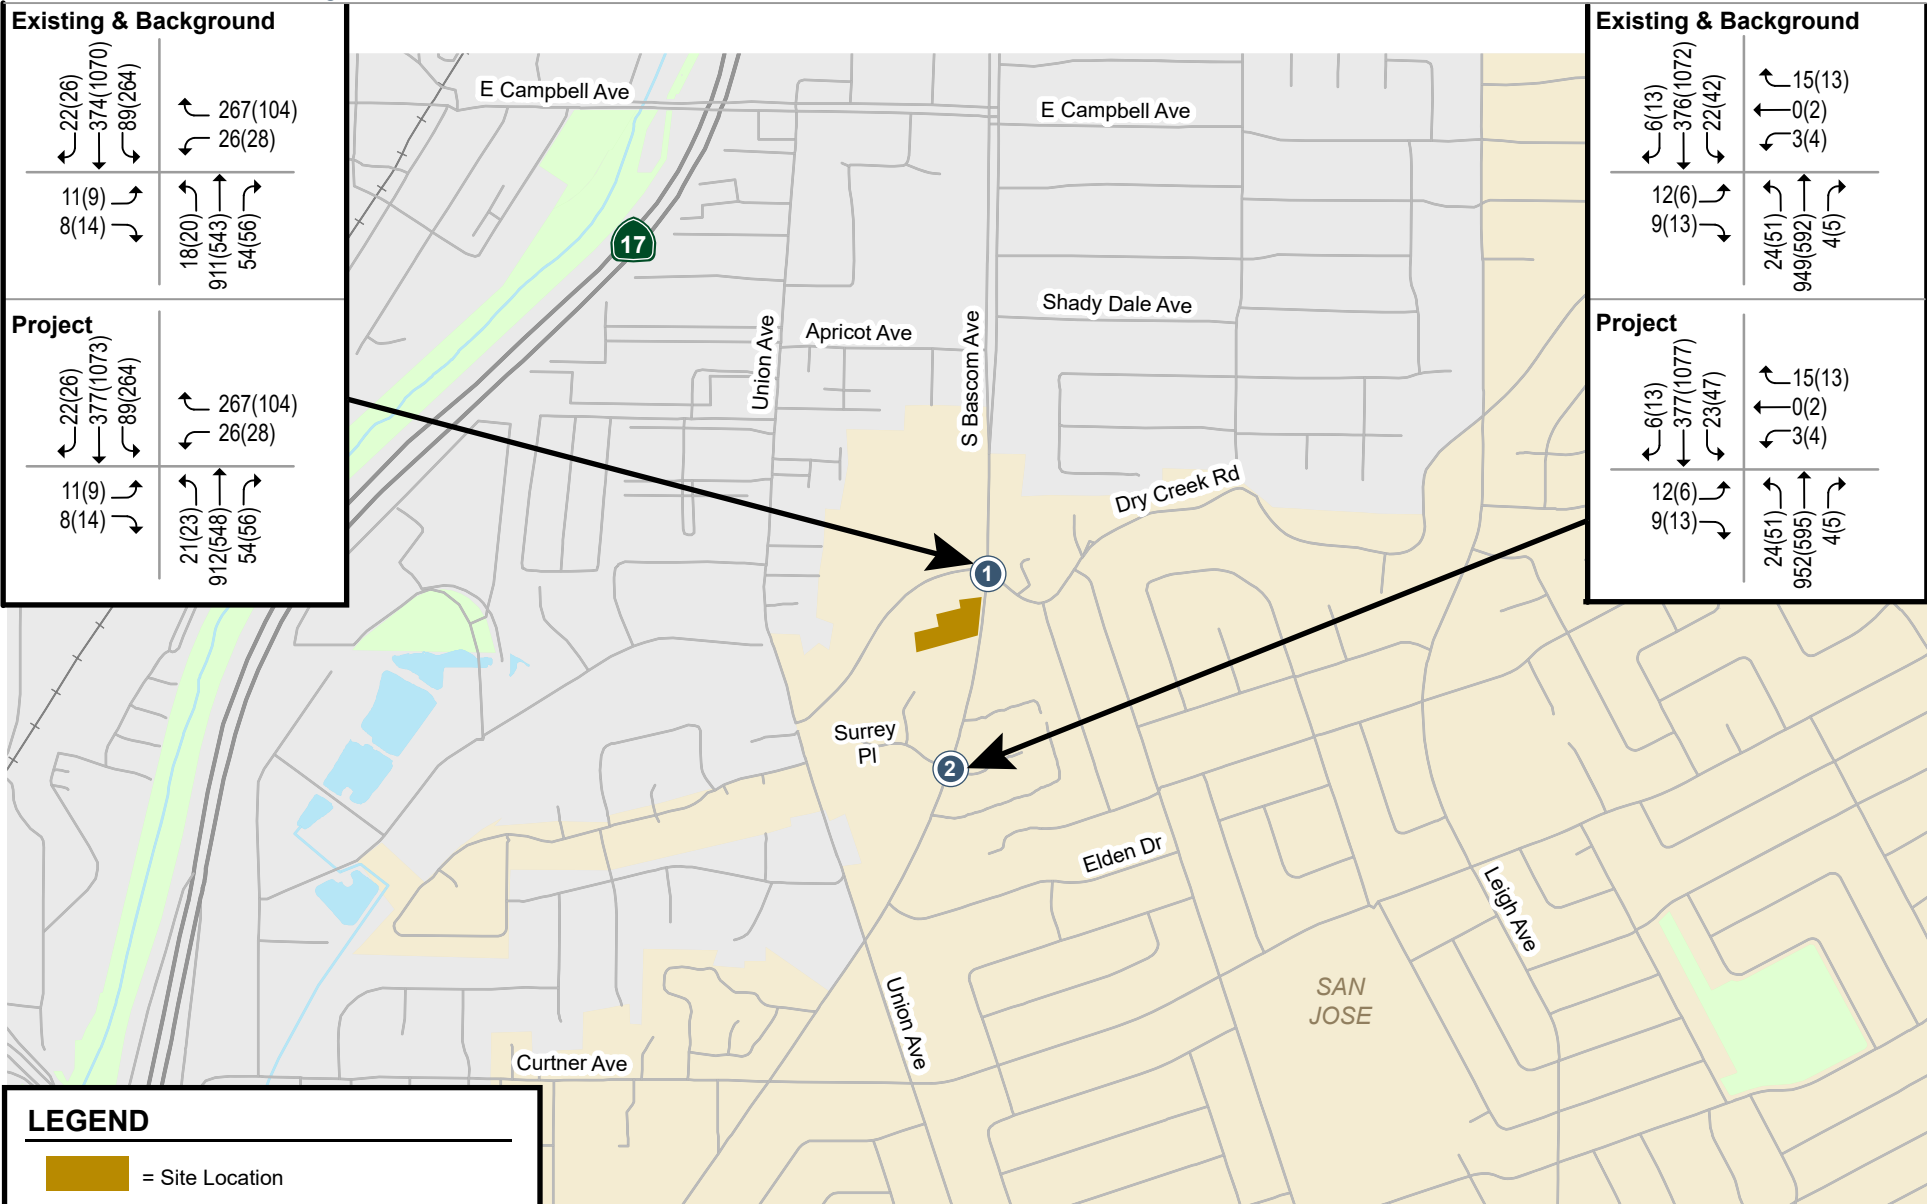 Existing & Background
22(26)
374(1070)
89(264)
267(104)
26(28)
11(9)
8(14)
18(20)
911(543)
54(56)
Project
22(26)
377(1073)
89(264)
267(104)
26(28)
11(9)
8(14)
21(23)
912(548)
54(56)
Existing & Background
6(13)
376(1072)
22(42)
15(13)
0(2)
3(4)
12(6)
9(13)
24(51)
949(592)
4(5)
Project
6(13)
377(1077)
23(47)
15(13)
0(2)
3(4)
12(6)
9(13)
24(51)
952(595)
4(5)
E Campbell Ave
E Campbell Ave
17
Shady Dale Ave
Union Ave
Apricot Ave
S Bascom Ave
Dry Creek Rd
1
Surrey
Pl
2
Elden Dr
Leigh Ave
Union Ave
SAN
JOSE
Curtner Ave
LEGEND
= Site Location